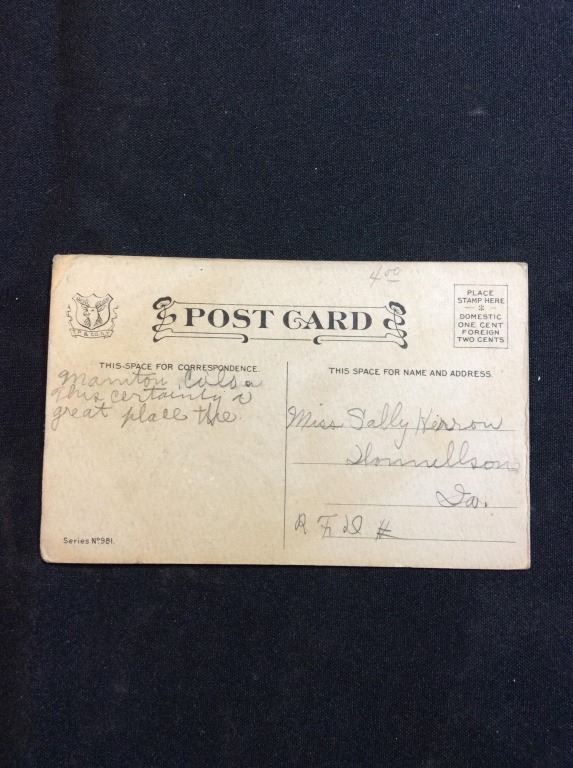 4 00
PLACE
STAMP HERE
DOMESTIC
ONE CENT
FOREIGN
TWO CENTS
POST CARD
THIS SPACE FOR CORRESPONDENCE.
Manitou, Colo
This certainly
great place the
THIS SPACE FOR NAME AND ADDRESS.
Miss Sally Herron
Donnellson
Ia.
R F D #
Series No 981.